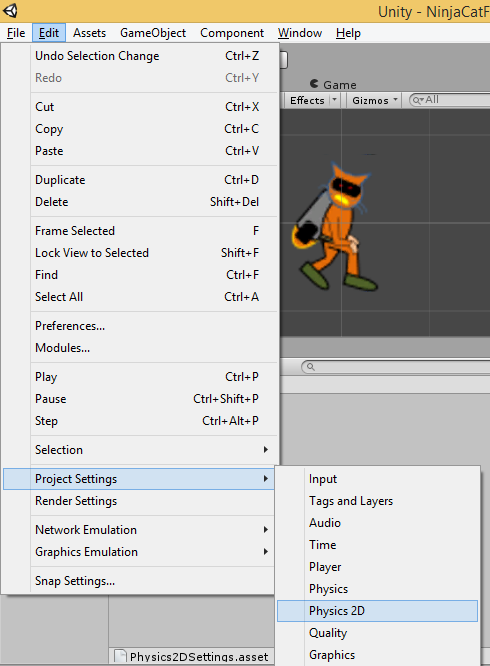 Unity - NinjaCatF
File Edit Assets GameObject Component Window Help
Undo Selection Change Ctrl+Z
Redo Ctrl+Y
Cut Ctrl+X
Copy Ctrl+C
Paste Ctrl+V
Duplicate Ctrl+D
Delete Shift+Del
Frame Selected F
Lock View to Selected Shift+F
Find Ctrl+F
Select All Ctrl+A
Preferences...
Modules...
Play Ctrl+P
Pause Ctrl+Shift+P
Step Ctrl+Alt+P
Selection
Project Settings
Render Settings
Network Emulation
Graphics Emulation
Snap Settings...
Game
Effects Gizmos All
Input
Tags and Layers
Audio
Time
Player
Physics
Physics 2D
Quality
Graphics
Physics2DSettings.asset